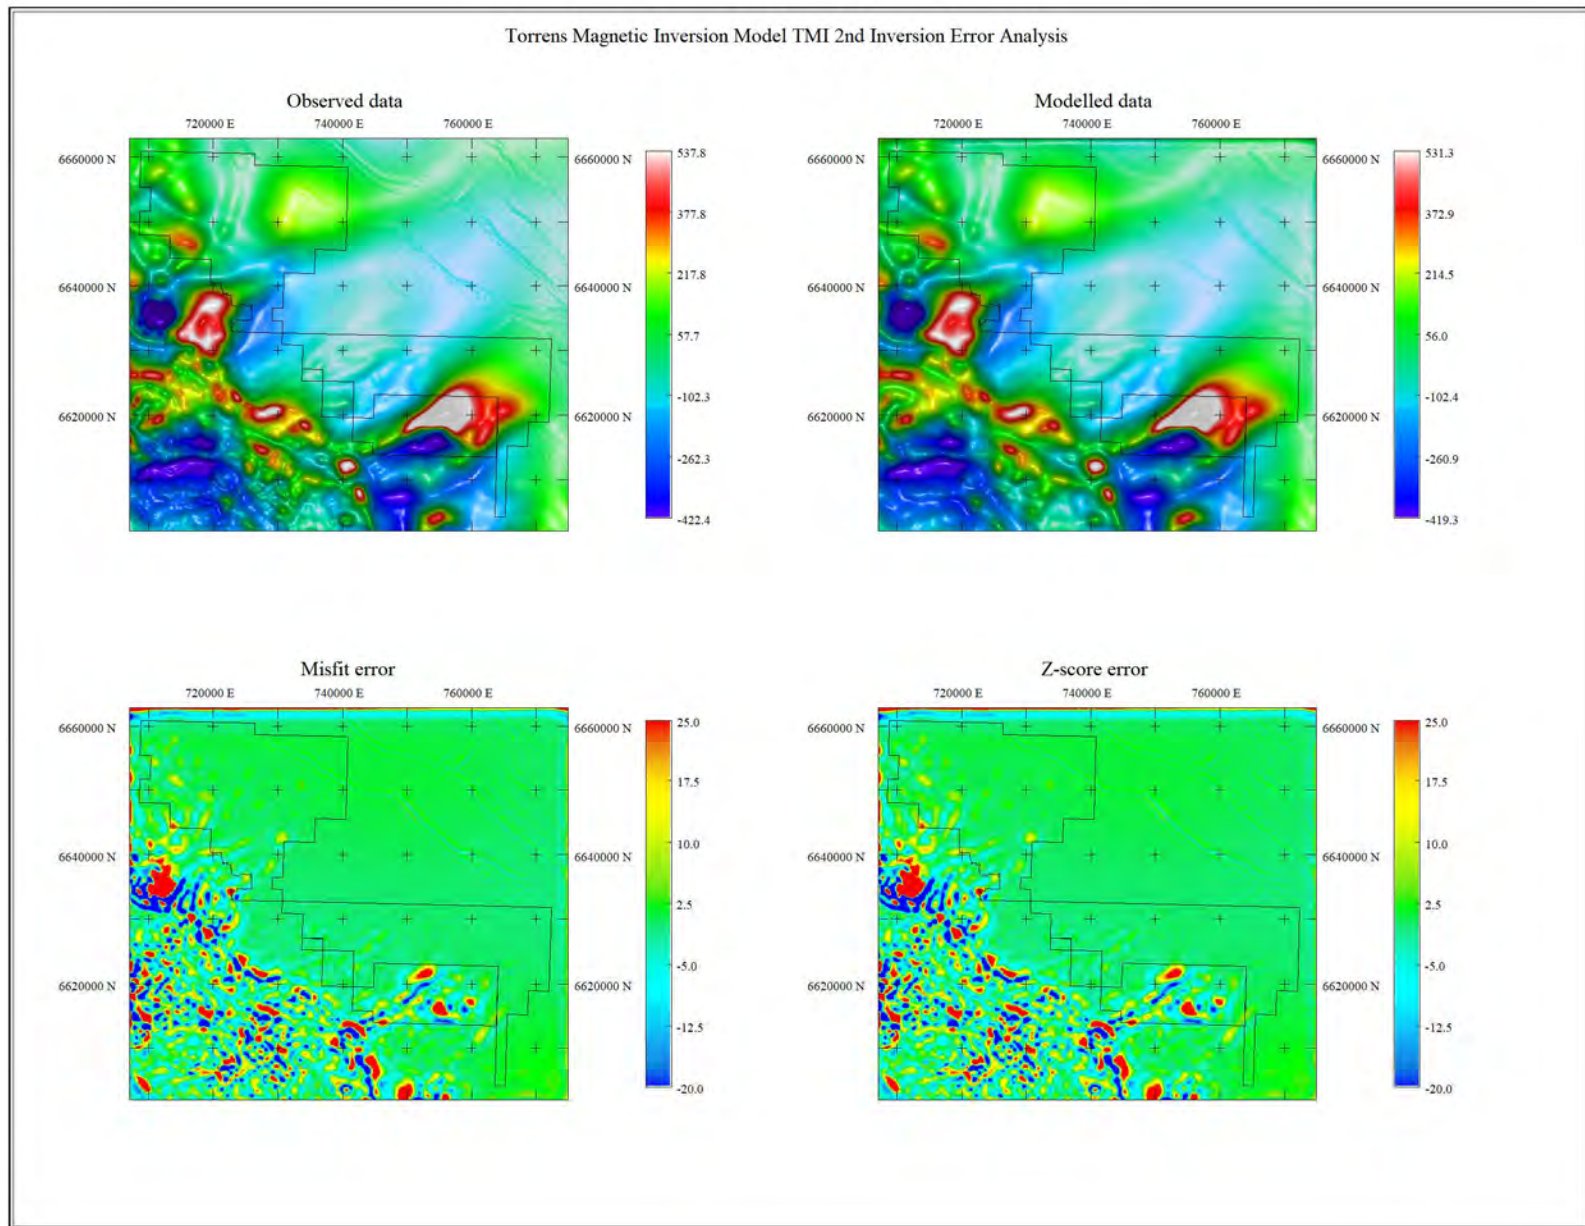 Torrens Magnetic Inversion Model TMI 2nd Inversion Error Analysis
Observed data
720000 E 740000 E 760000 E
6660000 N 6660000 N
6640000 N 6640000 N
6620000 N 6620000 N
537.8
377.8
217.8
57.7
-102.3
-262.3
-422.4
Modelled data
720000 E 740000 E 760000 E
6660000 N
6640000 N
6620000 N
531.3
372.9
214.5
56.0
-102.4
-260.9
-419.3
Misfit error
720000 E 740000 E 760000 E
6660000 N 6660000 N
6640000 N 6640000 N
6620000 N 6620000 N
25.0
17.5
10.0
2.5
-5.0
-12.5
-20.0
Z-score error
720000 E 740000 E 760000 E
6660000 N 6660000 N
6640000 N 6640000 N
6620000 N 6620000 N
25.0
17.5
10.0
2.5
-5.0
-12.5
-20.0